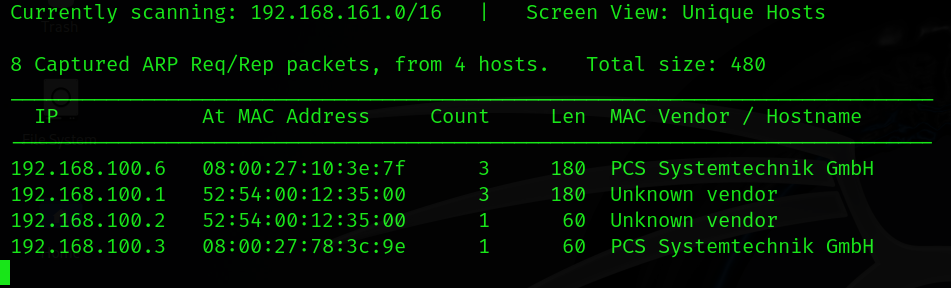 Currently scanning: 192.168.161.0/16   |   Screen View: Unique Hosts
8 Captured ARP Req/Rep packets, from 4 hosts.   Total size: 480
IP            At MAC Address     Count     Len  MAC Vendor / Hostname
192.168.100.6   08:00:27:10:3e:7f      3     180  PCS Systemtechnik GmbH
192.168.100.1   52:54:00:12:35:00      3     180  Unknown vendor
192.168.100.2   52:54:00:12:35:00      1      60  Unknown vendor
192.168.100.3   08:00:27:78:3c:9e      1      60  PCS Systemtechnik GmbH